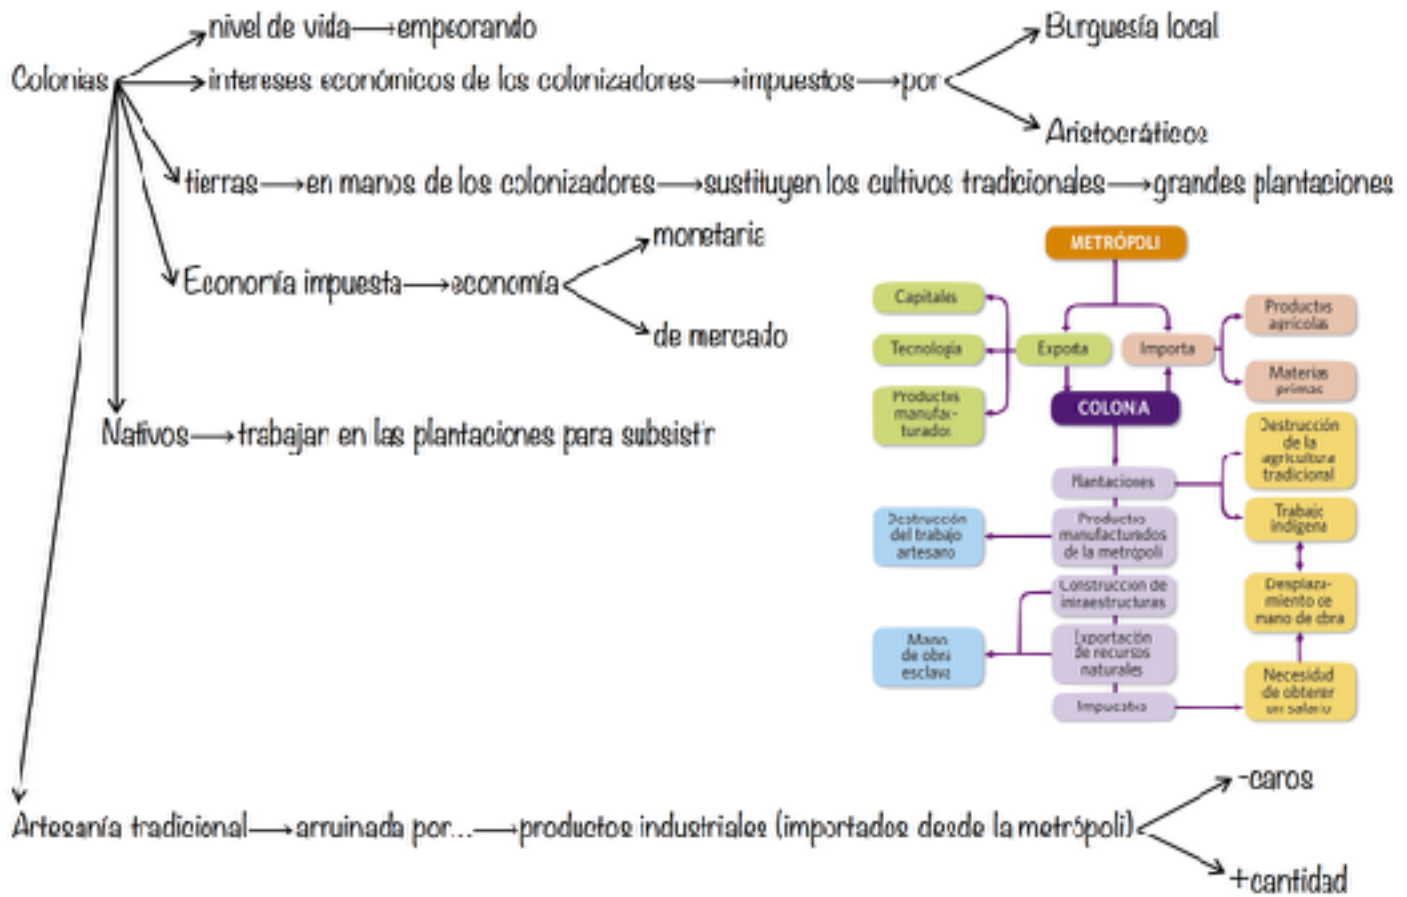 nivel de vida→empeorando
Colonias
intereses económicos de los colonizadores→impuestos→por
Burguesía local
Aristocráticos
tierras→en manos de los colonizadores→sustituyen los cultivos tradicionales→grandes plantaciones
Economía impuesta→economía
monetaria
de mercado
Nativos→trabajar en las plantaciones para subsistir
METRÓPOLI
Capitales
Tecnología
Productos
manufac-
turados
Exporta
Importa
Productos
agrícolas
Materias
primas
COLONIA
Plantaciones
Destrucción
de la
agricultura
tradicional
Trabajo
indígena
Productos
manufacturados
de la metrópoli
Destrucción
del trabajo
artesano
Construcción de
infraestructuras
Exportación
de recursos
naturales
Mano
de obra
esclava
Desplaza-
miento de
mano de obra
Impuestos
Necesidad
de obtener
un salario
Artesanía tradicional→arruinada por...→productos industriales (importados desde la metrópoli)
-caros
+cantidad